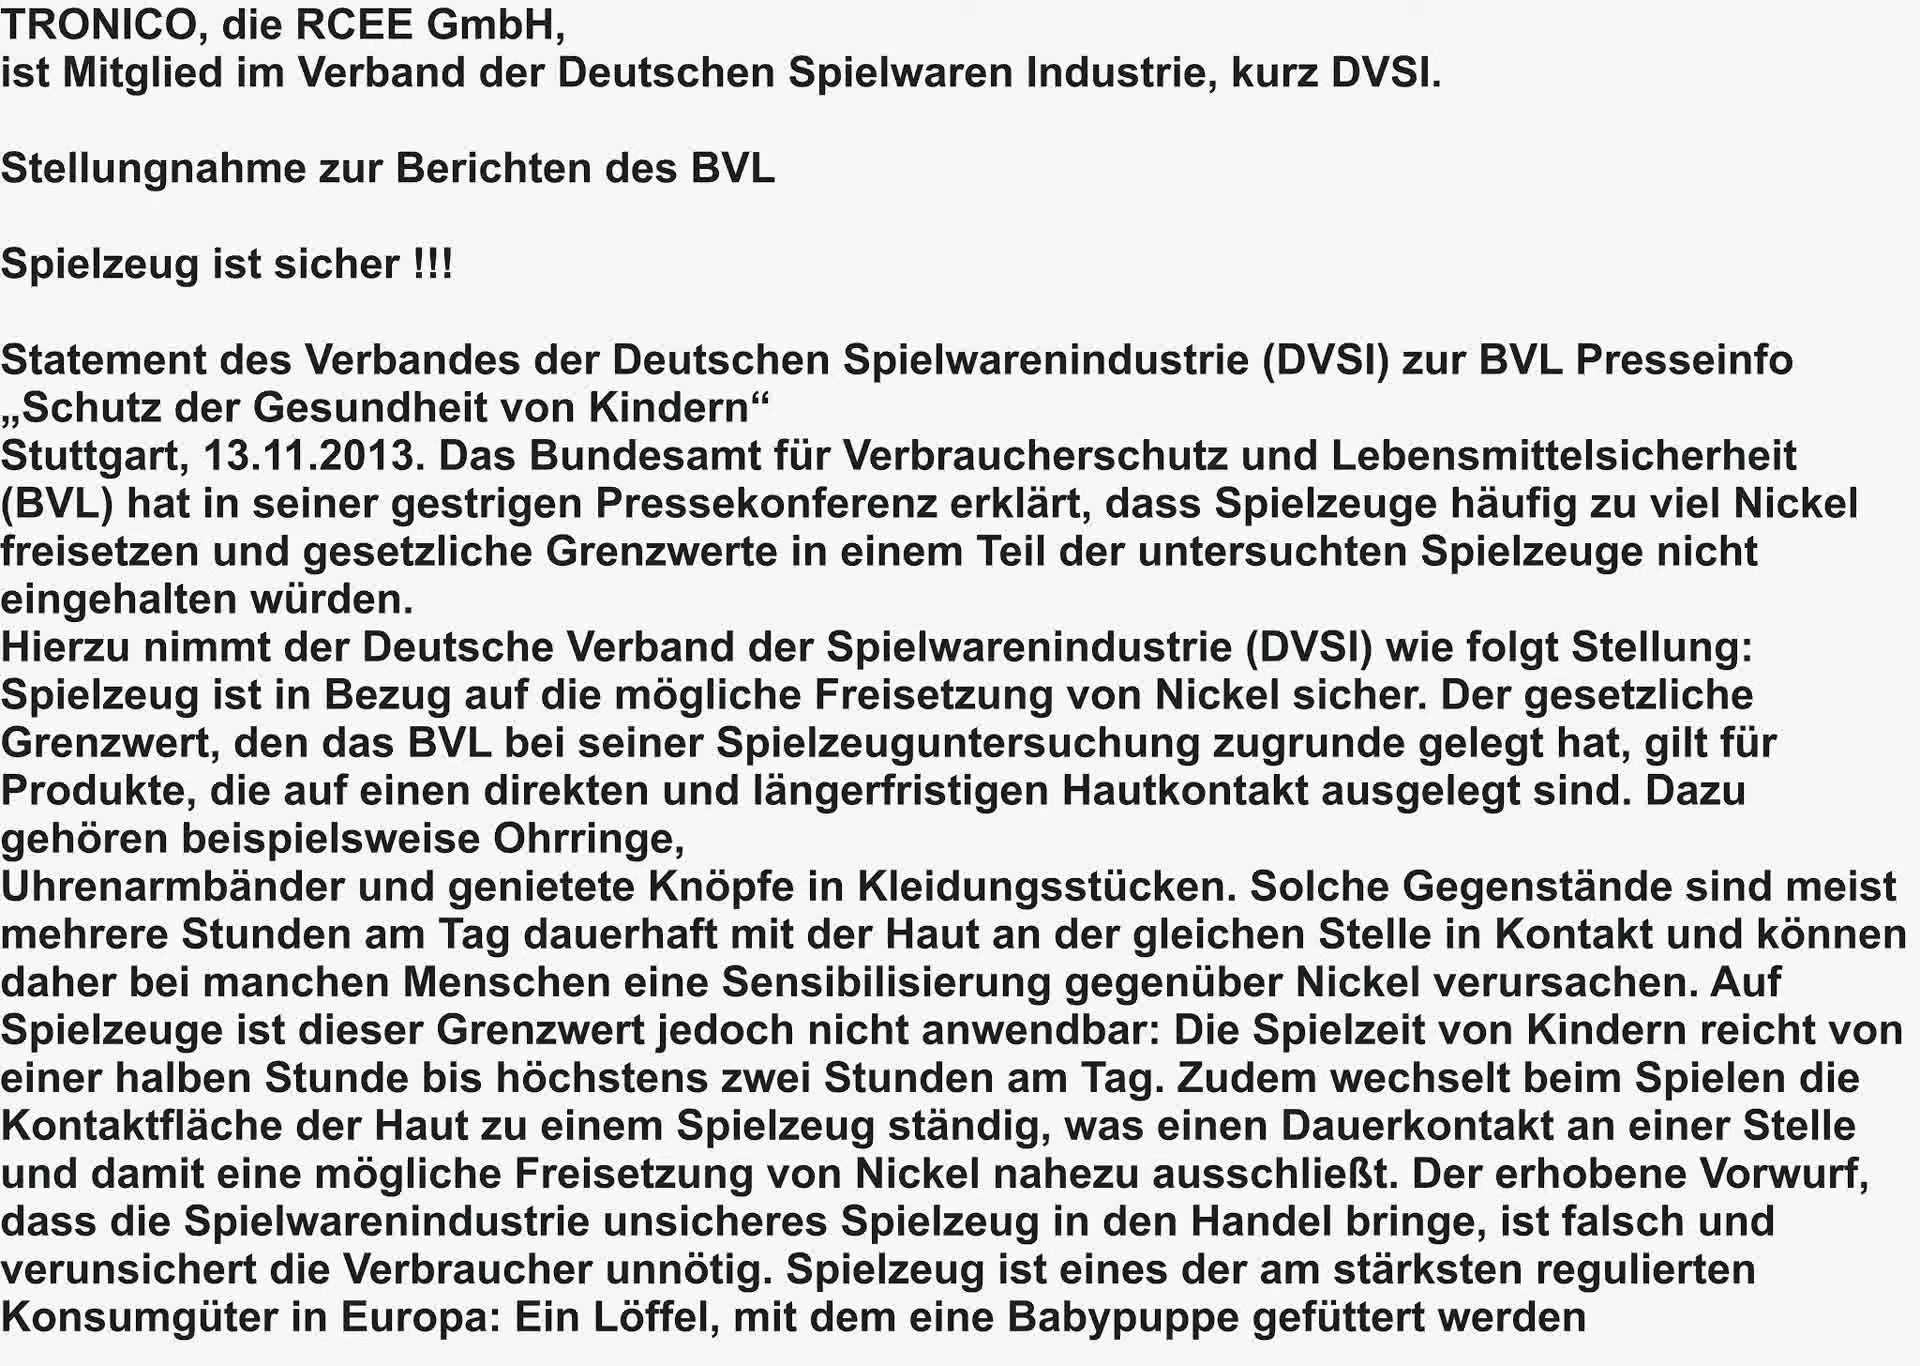 TRONICO, die RCEE GmbH,
ist Mitglied im Verband der Deutschen Spielwaren Industrie, kurz DVSI.
Stellungnahme zur Berichten des BVL
Spielzeug ist sicher !!!
Statement des Verbandes der Deutschen Spielwarenindustrie (DVSI) zur BVL Presseinfo
„Schutz der Gesundheit von Kindern“
Stuttgart, 13.11.2013. Das Bundesamt für Verbraucherschutz und Lebensmittelsicherheit
(BVL) hat in seiner gestrigen Pressekonferenz erklärt, dass Spielzeuge häufig zu viel Nickel
freisetzen und gesetzliche Grenzwerte in einem Teil der untersuchten Spielzeuge nicht
eingehalten würden.
Hierzu nimmt der Deutsche Verband der Spielwarenindustrie (DVSI) wie folgt Stellung:
Spielzeug ist in Bezug auf die mögliche Freisetzung von Nickel sicher. Der gesetzliche
Grenzwert, den das BVL bei seiner Spielzeuguntersuchung zugrunde gelegt hat, gilt für
Produkte, die auf einen direkten und längerfristigen Hautkontakt ausgelegt sind. Dazu
gehören beispielsweise Ohrringe,
Uhrenarmbänder und genietete Knöpfe in Kleidungsstücken. Solche Gegenstände sind meist
mehrere Stunden am Tag dauerhaft mit der Haut an der gleichen Stelle in Kontakt und können
daher bei manchen Menschen eine Sensibilisierung gegenüber Nickel verursachen. Auf
Spielzeuge ist dieser Grenzwert jedoch nicht anwendbar: Die Spielzeit von Kindern reicht von
einer halben Stunde bis höchstens zwei Stunden am Tag. Zudem wechselt beim Spielen die
Kontaktfläche der Haut zu einem Spielzeug ständig, was einen Dauerkontakt an einer Stelle
und damit eine mögliche Freisetzung von Nickel nahezu ausschließt. Der erhobene Vorwurf,
dass die Spielwarenindustrie unsicheres Spielzeug in den Handel bringe, ist falsch und
verunsichert die Verbraucher unnötig. Spielzeug ist eines der am stärksten regulierten
Konsumgüter in Europa: Ein Löffel, mit dem eine Babypuppe gefüttert werden